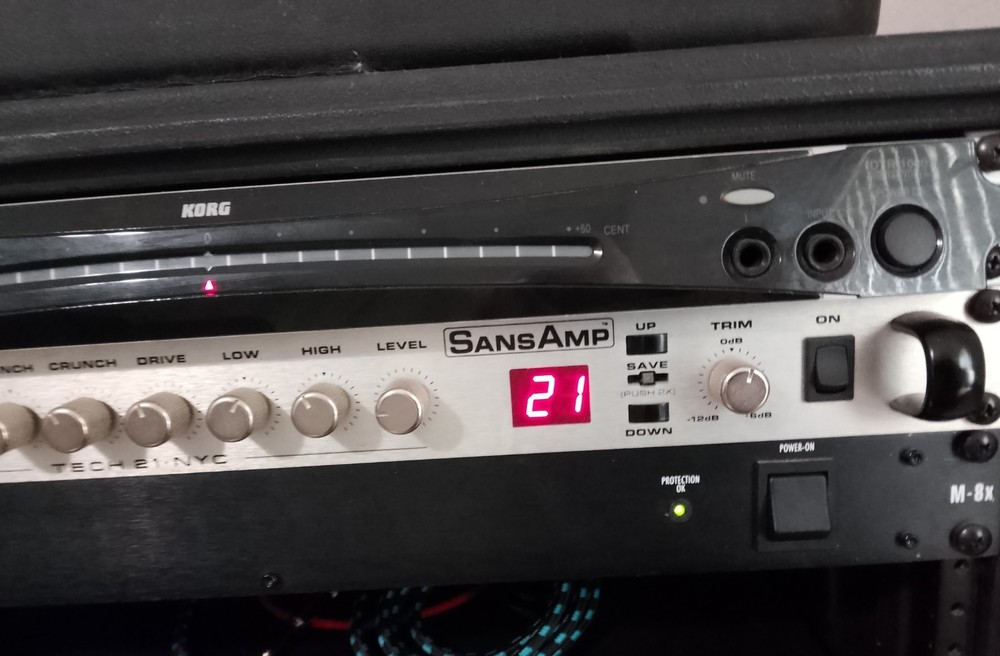 KORG
0
+50 CENT
MUTE
INPUT
NCH CRUNCH DRIVE LOW HIGH LEVEL
SANSAMP™
21
UP
SAVE
(PUSH 2X)
DOWN
TRIM
0dB
-12dB 6dB
ON
TECH 21 NYC
PROTECTION
OK
POWER-ON
M-8x